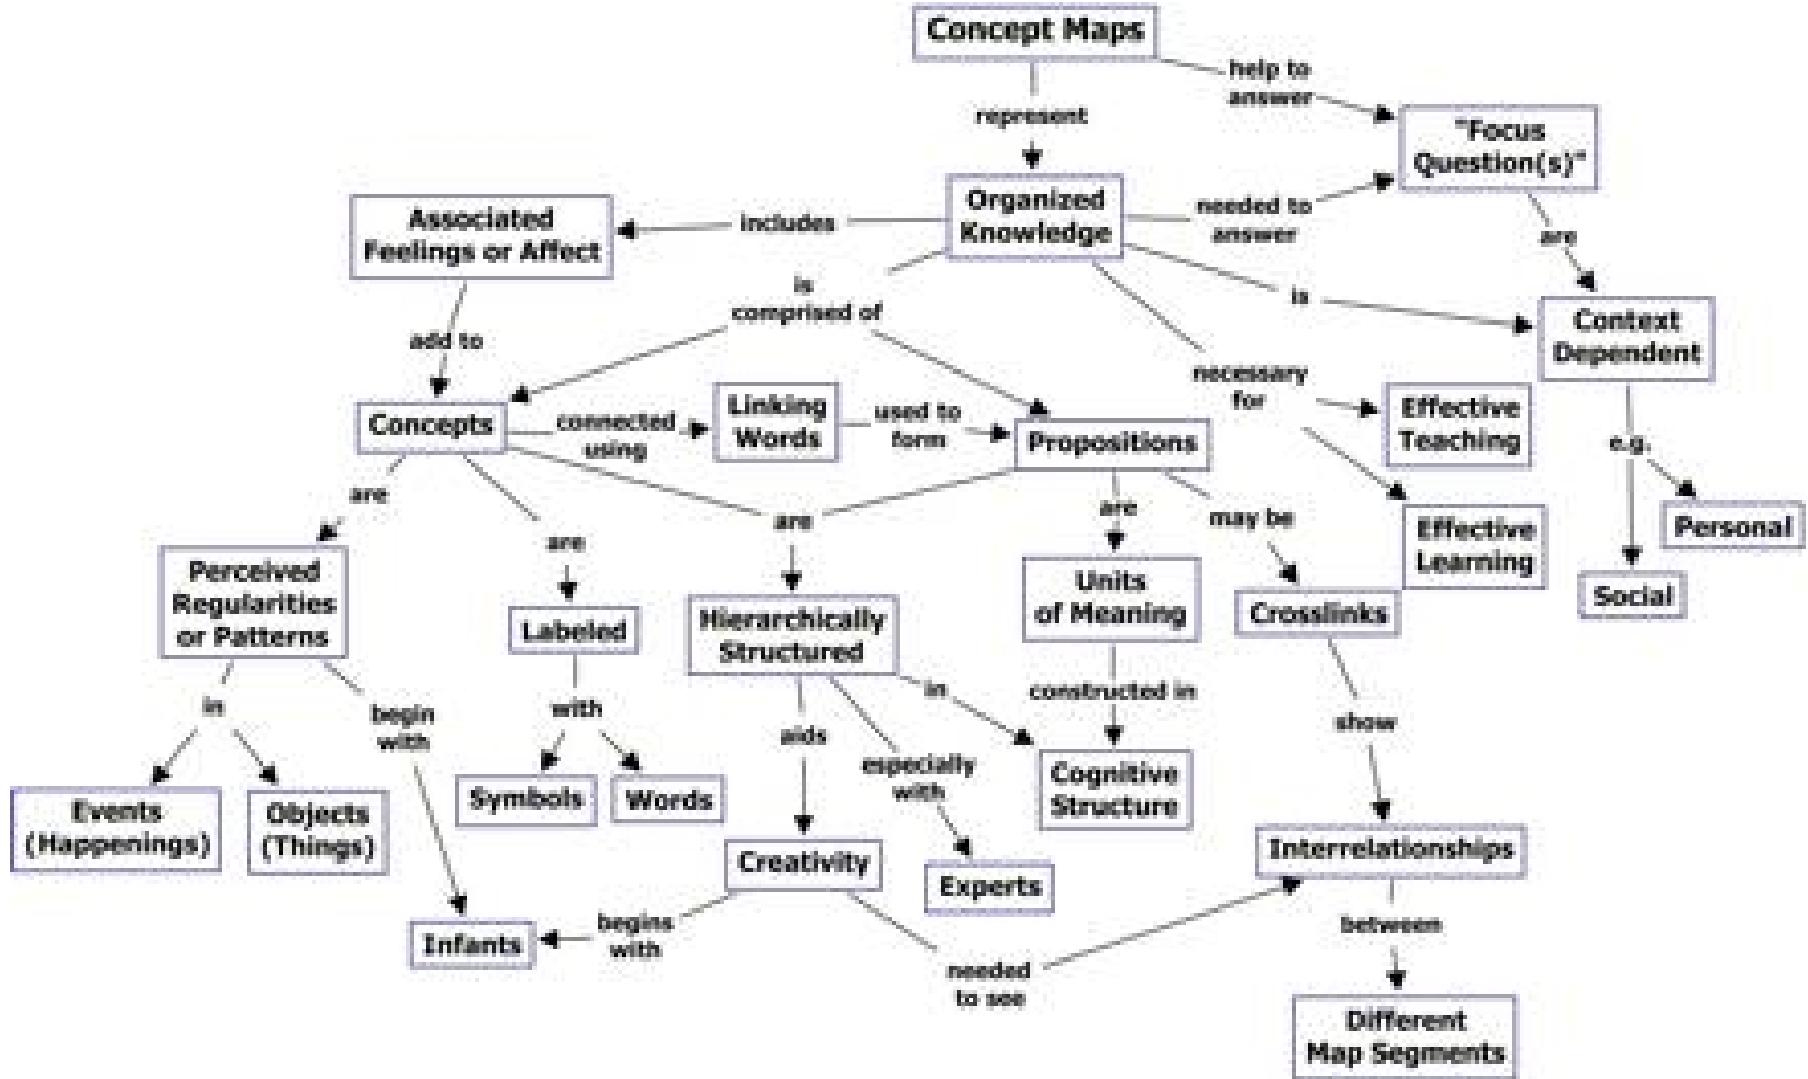 Concept Maps
help to
answer
represent
"Focus
Question(s)"
Organized
Knowledge
needed to
answer
includes
Associated
Feelings or Affect
are
is
comprised of
is
Context
Dependent
add to
necessary
for
Effective
Teaching
Concepts
connected
using
Linking
Words
used to
form
Propositions
e.g.
are
are
are
are
may be
Effective
Learning
Personal
Social
Perceived
Regularities
or Patterns
Labeled
Hierarchically
Structured
Units
of Meaning
Crosslinks
in
begin
with
with
aids
in
constructed in
show
especially
with
Events
(Happenings)
Objects
(Things)
Symbols
Words
Cognitive
Structure
Creativity
Experts
Interrelationships
Infants
begins
with
needed
to see
between
Different
Map Segments